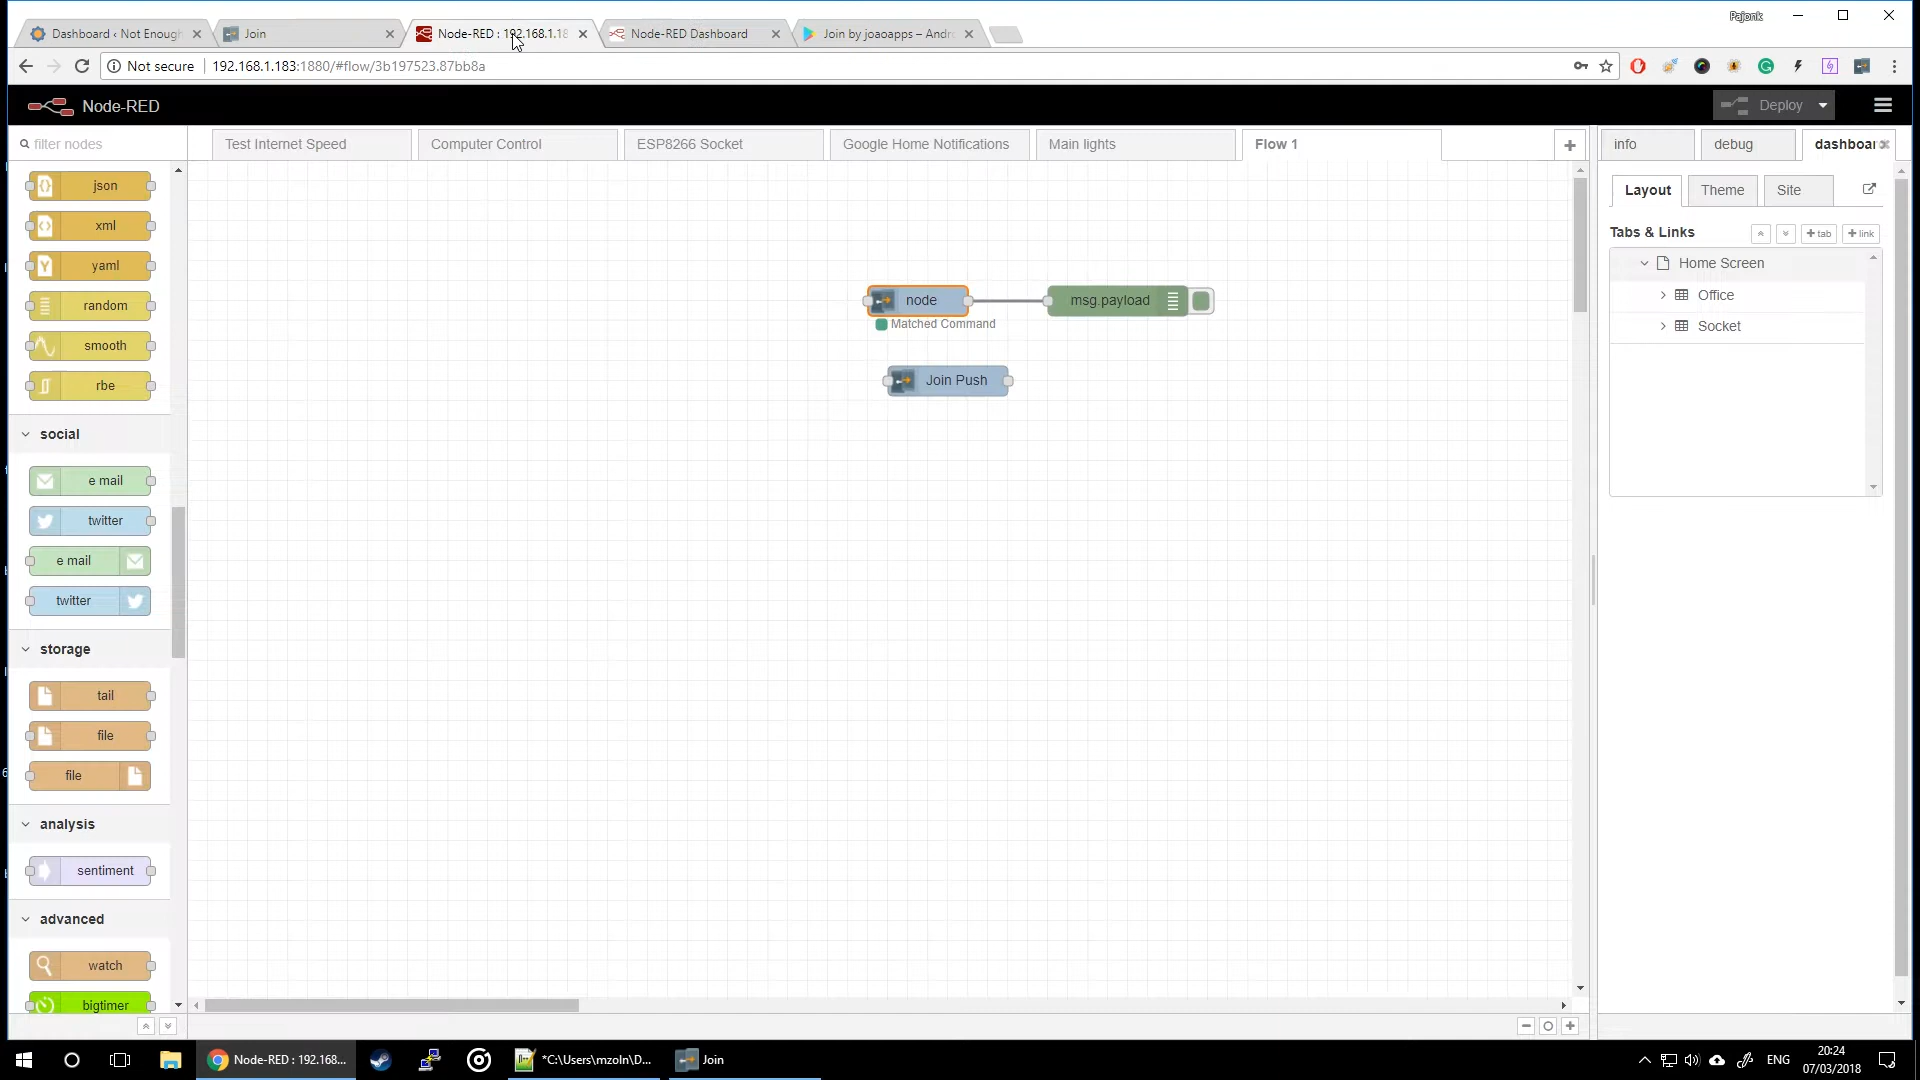 Pajonk
Dashboard ‹ Not Enough
Join
Node-RED : 192.168.1.18
Node-RED Dashboard
Join by joaoapps – Andro
Not secure
192.168.1.183:1880/#flow/3b197523.87bb8a
Node-RED
Deploy
filter nodes
Test Internet Speed
Computer Control
ESP8266 Socket
Google Home Notifications
Main lights
Flow 1
info
debug
dashboar
json
xml
yaml
random
smooth
rbe
social
e mail
twitter
e mail
twitter
storage
tail
file
file
analysis
sentiment
advanced
watch
bigtimer
node
Matched Command
msg.payload
Join Push
Layout
Theme
Site
Tabs & Links
+ tab
+ link
Home Screen
Office
Socket
Node-RED : 192.168...
*C:\Users\mzoln\D...
Join
ENG
20:24
07/03/2018